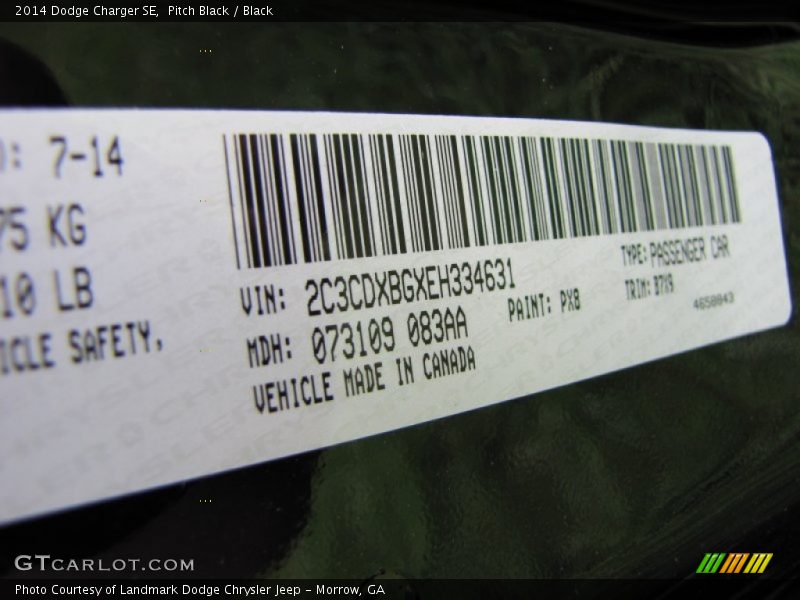 2014 Dodge Charger SE, Pitch Black / Black
: 7-14
75 KG
10 LB
ICLE SAFETY,
VIN: 2C3CDXBGXEH334631
MDH: 073109 083AA
VEHICLE MADE IN CANADA
PAINT: PX8
TYPE: PASSENGER CAR
TRIM: B7X9
4658043
GTCARLOT.COM
Photo Courtesy of Landmark Dodge Chrysler Jeep - Morrow, GA